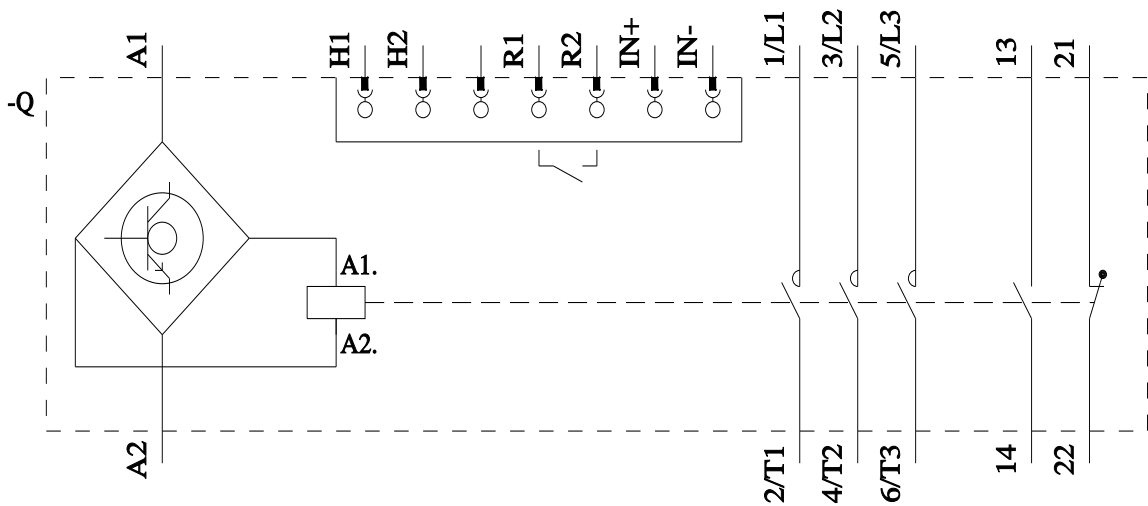 A1
H1
H2
R1
R2
IN+
IN-
1/L1
3/L2
5/L3
13
21
-Q
A1.
A2.
A2
2/T1
4/T2
6/T3
14
22